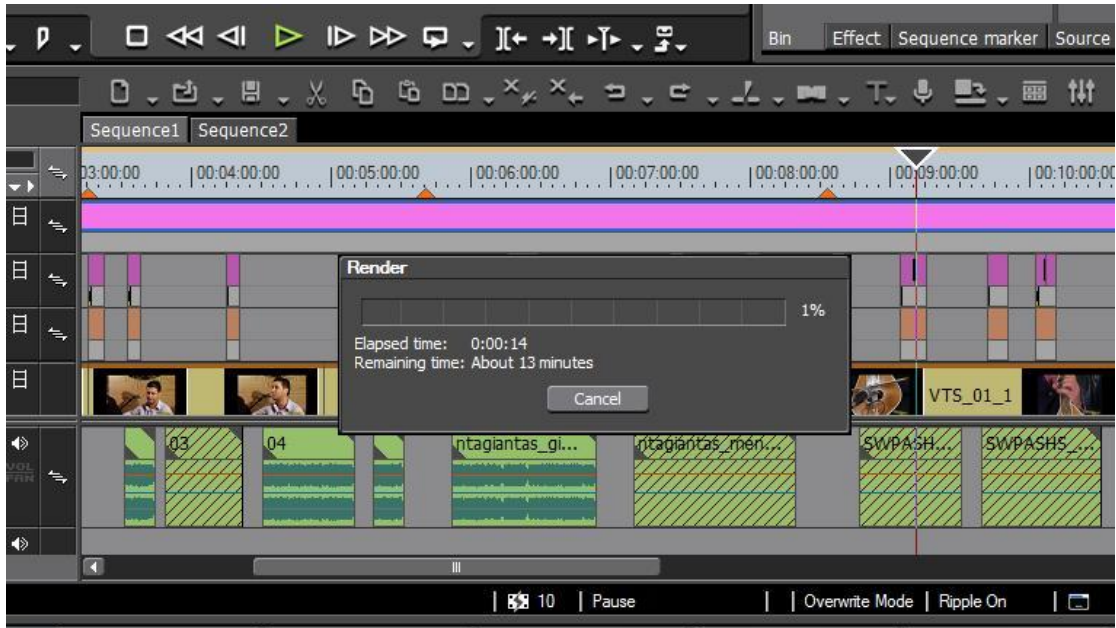 Bin Effect Sequence marker Source
Sequence1 Sequence2
03:00:00 00:04:00:00 00:05:00:00 00:06:00:00 00:07:00:00 00:08:00:00 00:09:00:00 00:10:00:00
Render
1%
Elapsed time: 0:00:14
Remaining time: About 13 minutes
Cancel
VTS_01_1
03 04 ntagiantas_gi... ntagiantas_men... SWPASH... SWPASHS_...
VOL
PAN
10 Pause Overwrite Mode Ripple On